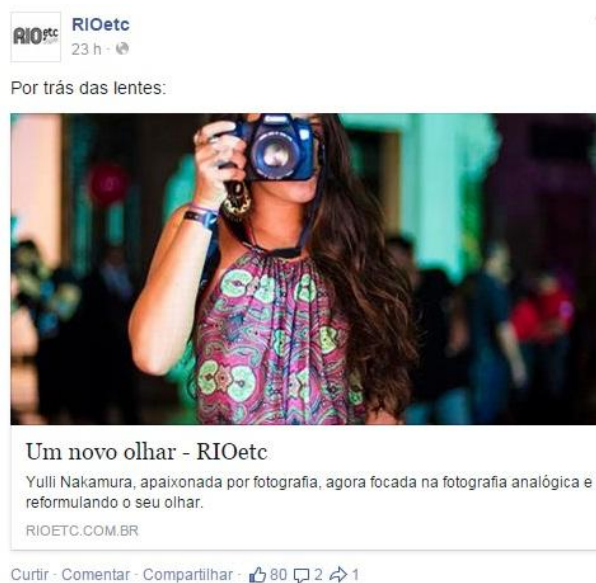 RIOetc
RIOetc
23 h ·
Por trás das lentes:
Um novo olhar - RIOetc
Yulli Nakamura, apaixonada por fotografia, agora focada na fotografia analógica e
reformulando o seu olhar.
RIOETC.COM.BR
Curtir · Comentar · Compartilhar · 80 2 1